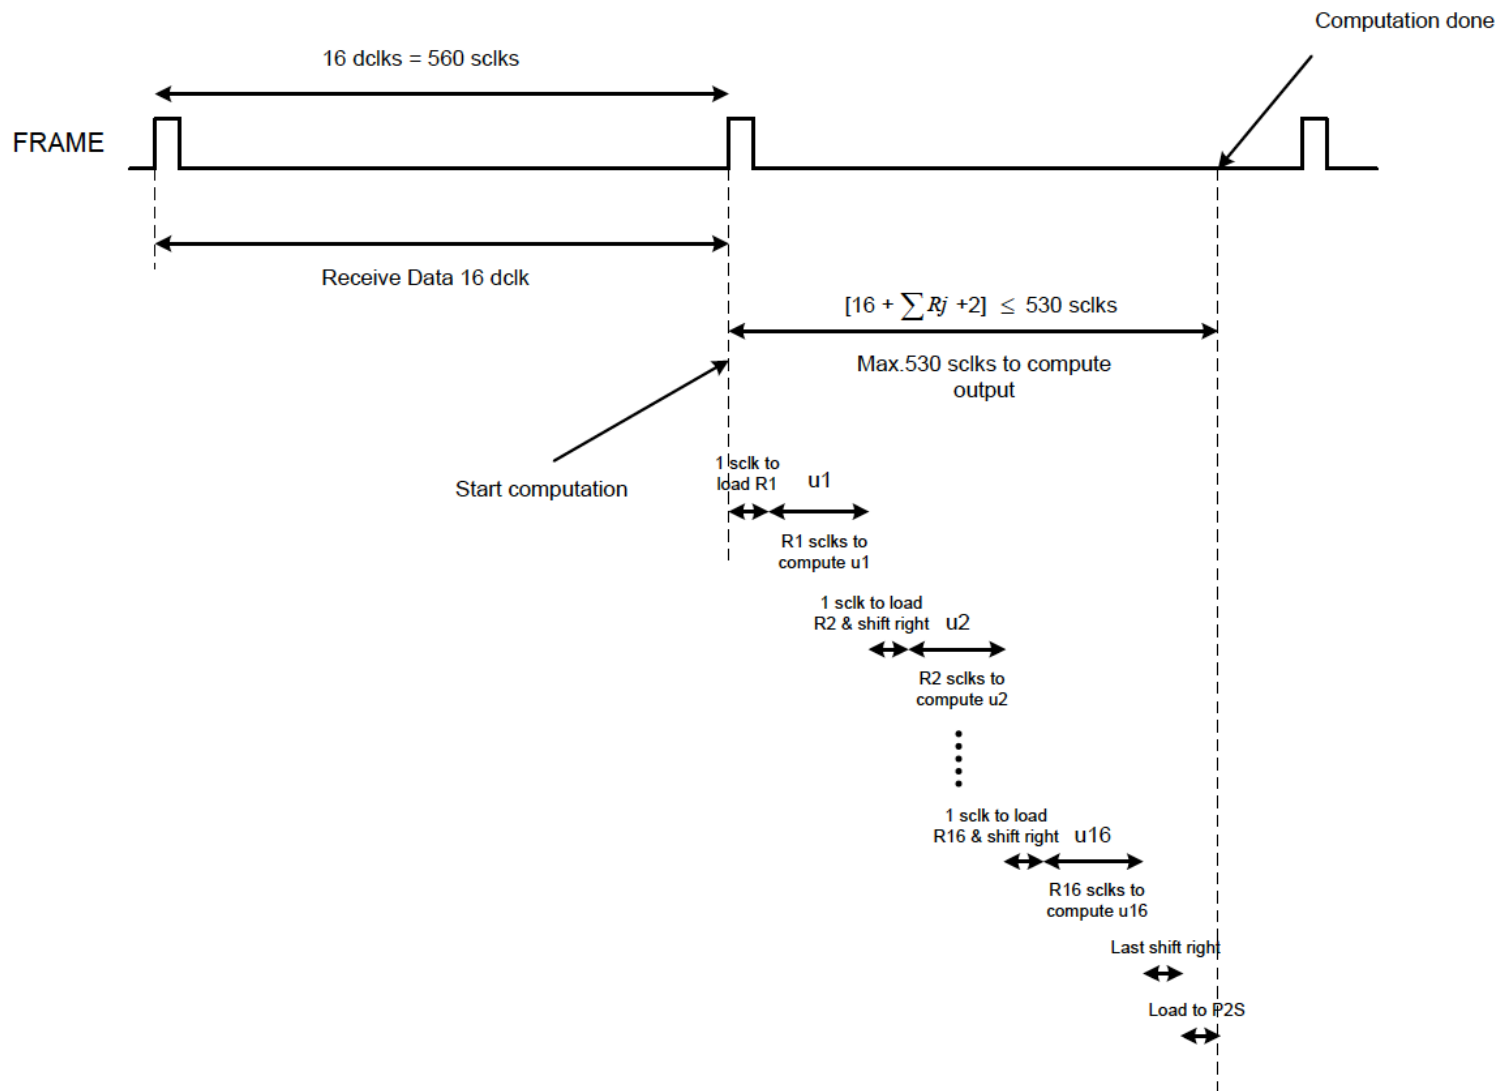 Computation done
16 dclks = 560 sclks
FRAME
Receive Data 16 dclk
[16 + ∑ Rj +2] ≤ 530 sclks
Max.530 sclks to compute
output
Start computation
1 sclk to
load R1
u1
R1 sclks to
compute u1
1 sclk to load
R2 & shift right
u2
R2 sclks to
compute u2
1 sclk to load
R16 & shift right
u16
R16 sclks to
compute u16
Last shift right
Load to P2S